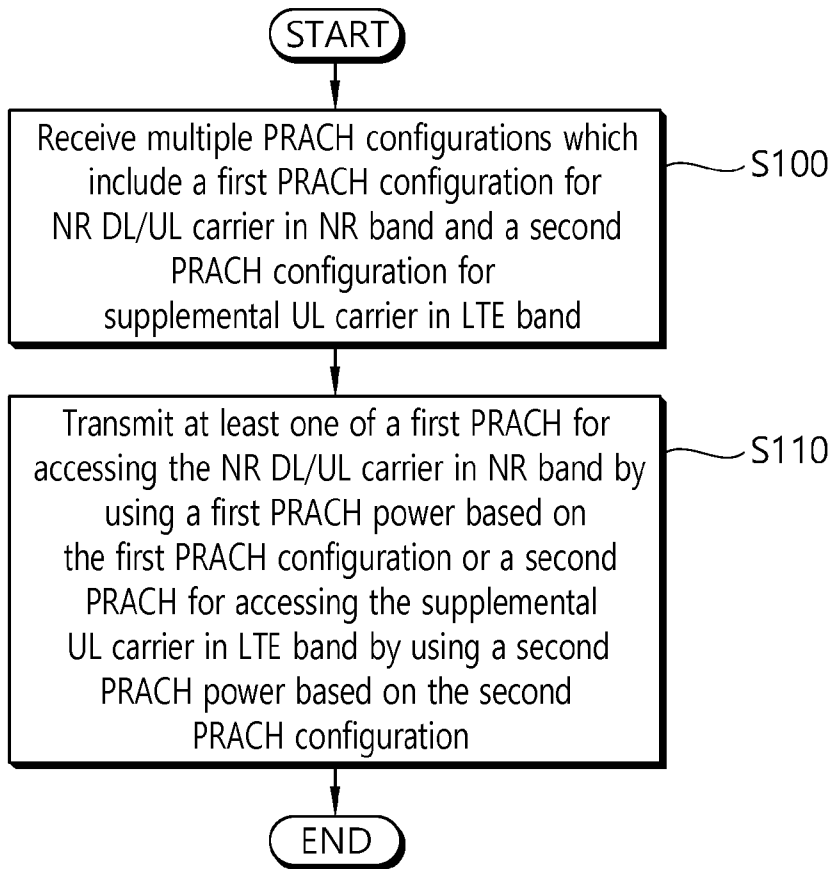 START
Receive multiple PRACH configurations which
include a first PRACH configuration for
NR DL/UL carrier in NR band and a second
PRACH configuration for
supplemental UL carrier in LTE band
S100
Transmit at least one of a first PRACH for
accessing the NR DL/UL carrier in NR band by
using a first PRACH power based on
the first PRACH configuration or a second
PRACH for accessing the supplemental
UL carrier in LTE band by using a second
PRACH power based on the second
PRACH configuration
S110
END